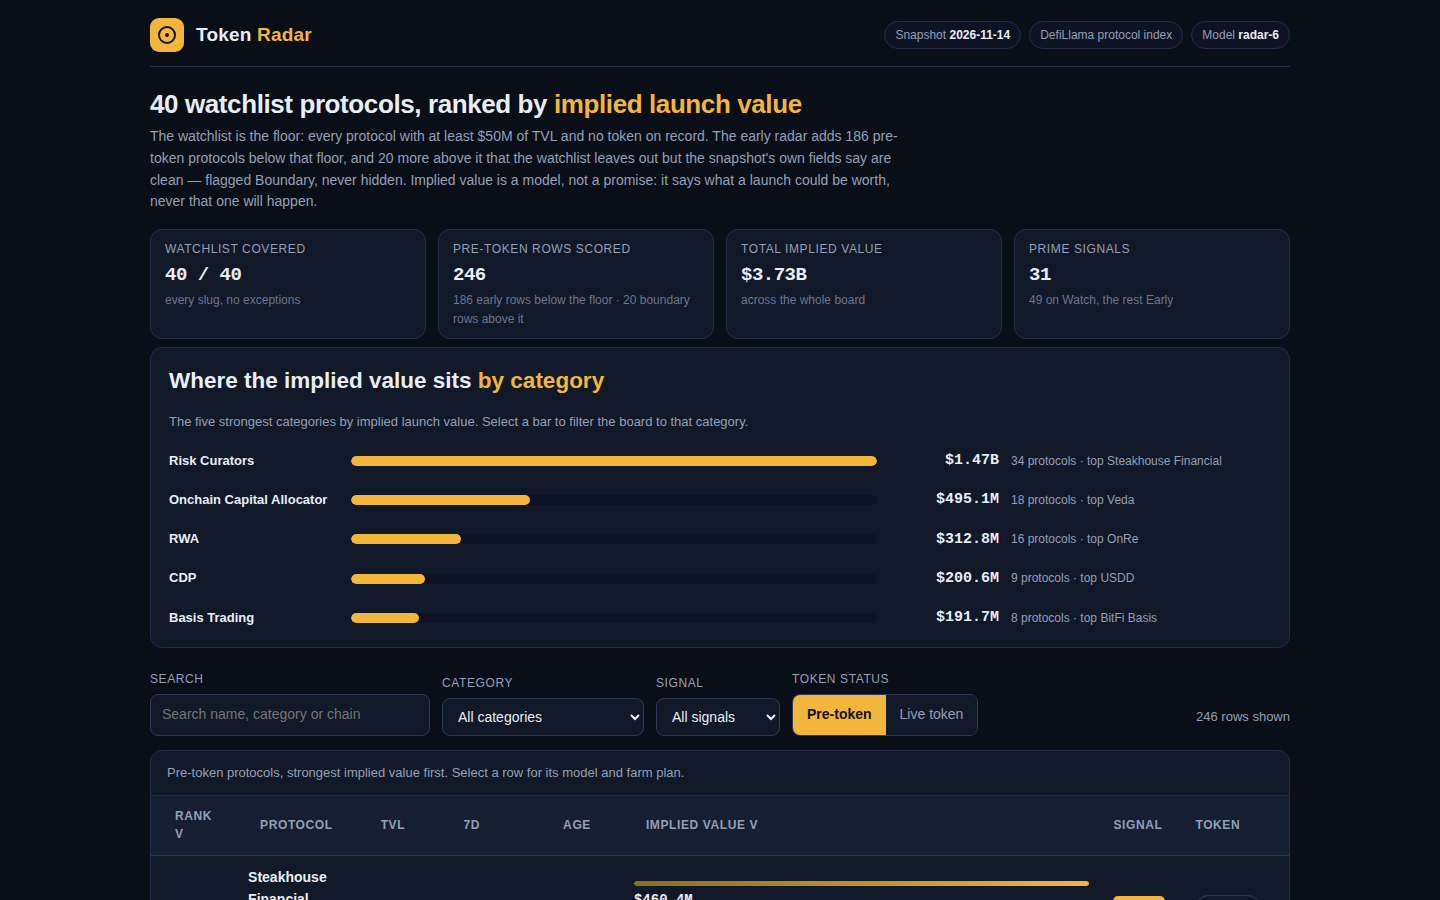 Token Radar
Snapshot 2026-11-14
DefiLlama protocol index
Model radar-6
40 watchlist protocols, ranked by implied launch value
The watchlist is the floor: every protocol with at least $50M of TVL and no token on record. The early radar adds 186 pre-
token protocols below that floor, and 20 more above it that the watchlist leaves out but the snapshot's own fields say are
clean — flagged Boundary, never hidden. Implied value is a model, not a promise: it says what a launch could be worth,
never that one will happen.
WATCHLIST COVERED
40 / 40
every slug, no exceptions
PRE-TOKEN ROWS SCORED
246
186 early rows below the floor · 20 boundary
rows above it
TOTAL IMPLIED VALUE
$3.73B
across the whole board
PRIME SIGNALS
31
49 on Watch, the rest Early
Where the implied value sits by category
The five strongest categories by implied launch value. Select a bar to filter the board to that category.
Risk Curators $1.47B 34 protocols · top Steakhouse Financial
Onchain Capital Allocator $495.1M 18 protocols · top Veda
RWA $312.8M 16 protocols · top OnRe
CDP $200.6M 9 protocols · top USDD
Basis Trading $191.7M 8 protocols · top BitFi Basis
SEARCH
Search name, category or chain
CATEGORY
All categories
SIGNAL
All signals
TOKEN STATUS
Pre-token Live token
246 rows shown
Pre-token protocols, strongest implied value first. Select a row for its model and farm plan.
RANK
V
PROTOCOL TVL 7D AGE IMPLIED VALUE V SIGNAL TOKEN
Steakhouse
Financial
$460.4M